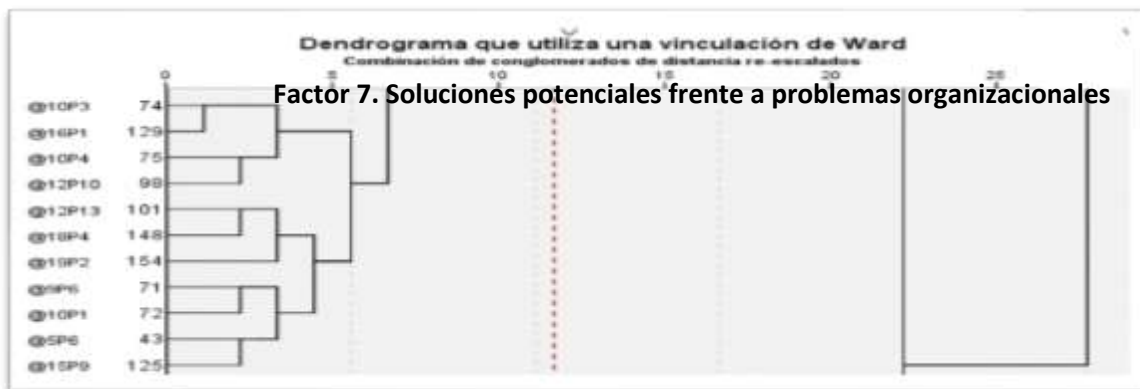 Dendrograma que utiliza una vinculación de Ward
Combinación de conglomerados de distancia re-escalados
0 5 10 15 20 25
Factor 7. Soluciones potenciales frente a problemas organizacionales
@10P3 74
@16P1 129
@10P4 75
@12P10 98
@12P13 101
@18P4 148
@19P2 154
@9P6 71
@10P1 72
@5P6 43
@15P9 125